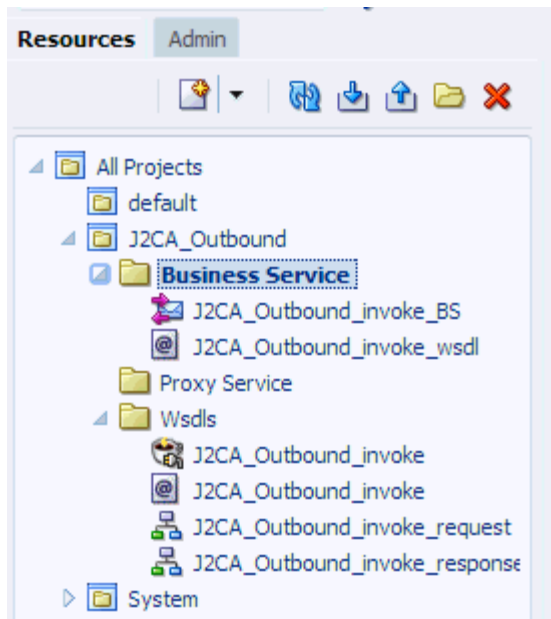 Resources Admin
All Projects
default
J2CA_Outbound
Business Service
J2CA_Outbound_invoke_BS
J2CA_Outbound_invoke_wsdl
Proxy Service
Wsdls
J2CA_Outbound_invoke
J2CA_Outbound_invoke
J2CA_Outbound_invoke_request
J2CA_Outbound_invoke_response
System